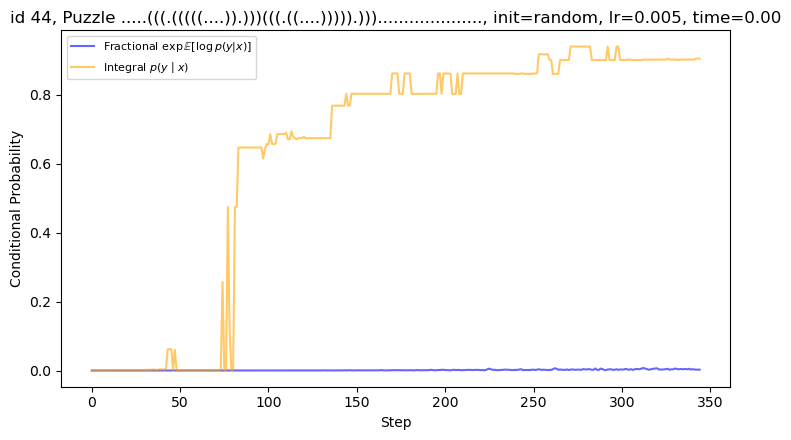 id 44, Puzzle .....(((.(((((....)).)))(((.((....))))).)))....................., init=random, lr=0.005, time=0.00
Fractional exp𝔼[log p(y|x)]
Integral p(y | x)
Conditional Probability
0.8
0.6
0.4
0.2
0.0
0 50 100 150 200 250 300 350
Step